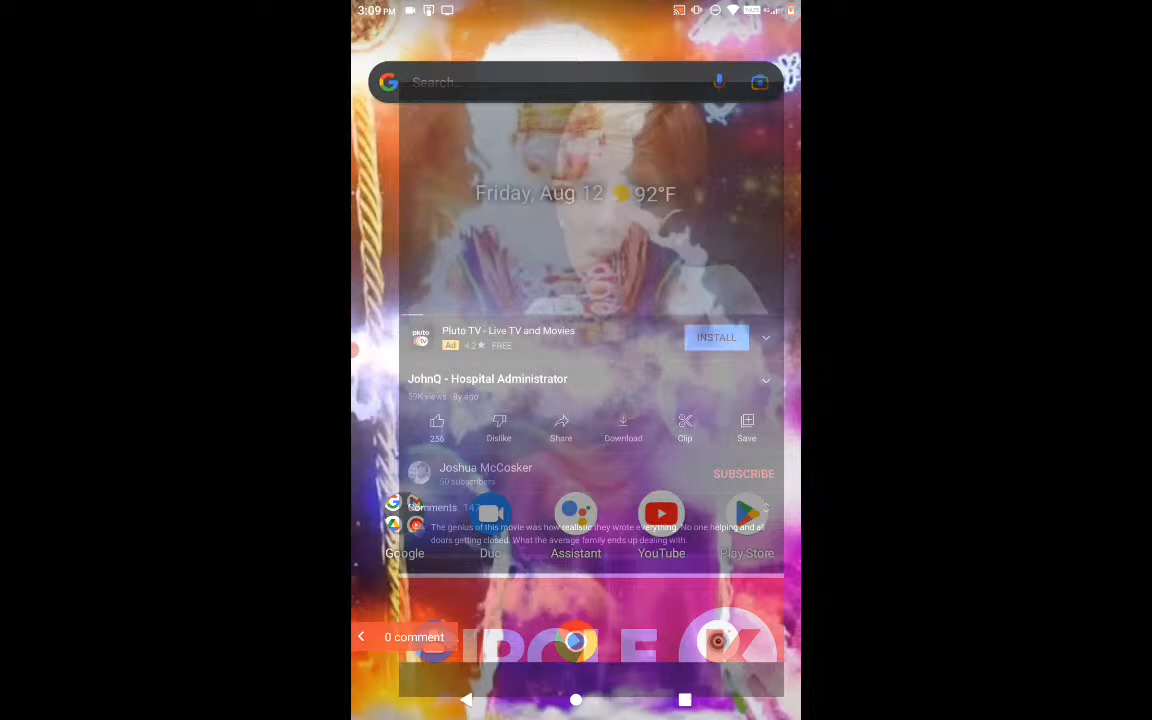 3:09 PM
Search...
Friday, Aug 12 92°F
pluto tv
Pluto TV - Live TV and Movies
Ad 4.2★ FREE
INSTALL
JohnQ - Hospital Administrator
59K views · 8y ago
256
Dislike
Share
Download
Clip
Save
Joshua McCosker
50 subscribers
SUBSCRIBE
Comments
The genius of this movie was how realistic they wrote everything. No one helping and all
doors getting closed. What the average family ends up dealing with.
Google
Duo
Assistant
YouTube
Play Store
0 comment